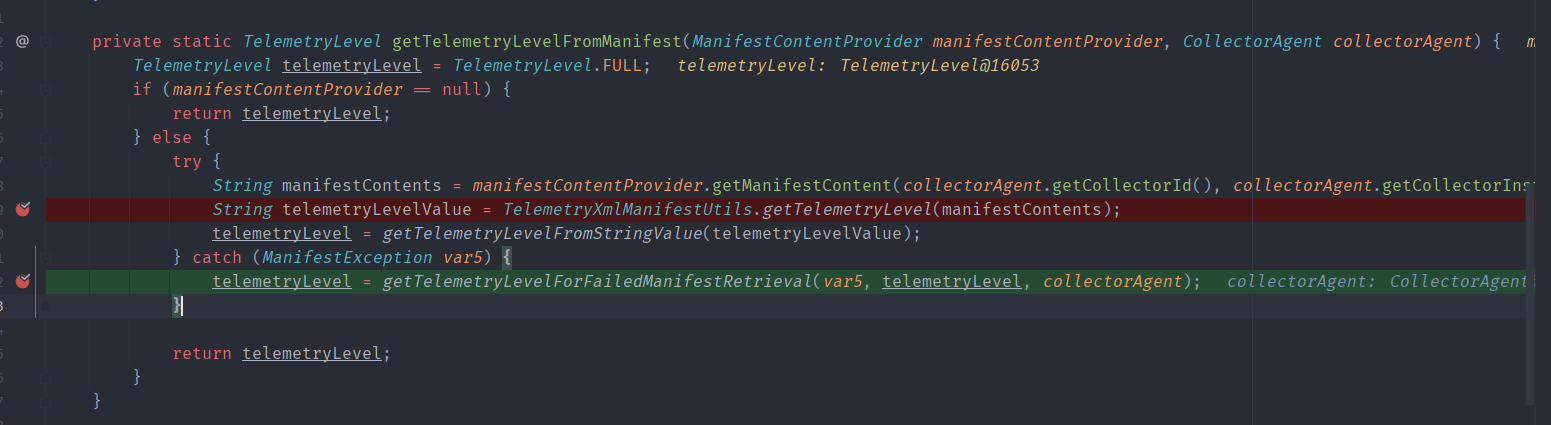 @ private static TelemetryLevel getTelemetryLevelFromManifest(ManifestContentProvider manifestContentProvider, CollectorAgent collectorAgent) {
TelemetryLevel telemetryLevel = TelemetryLevel.FULL; telemetryLevel: TelemetryLevel@16053
if (manifestContentProvider == null) {
return telemetryLevel;
} else {
try {
String manifestContents = manifestContentProvider.getManifestContent(collectorAgent.getCollectorId(), collectorAgent.getCollectorIns
String telemetryLevelValue = TelemetryXmlManifestUtils.getTelemetryLevel(manifestContents);
telemetryLevel = getTelemetryLevelFromStringValue(telemetryLevelValue);
} catch (ManifestException var5) {
telemetryLevel = getTelemetryLevelForFailedManifestRetrieval(var5, telemetryLevel, collectorAgent); collectorAgent: CollectorAgent
}
return telemetryLevel;
}
}